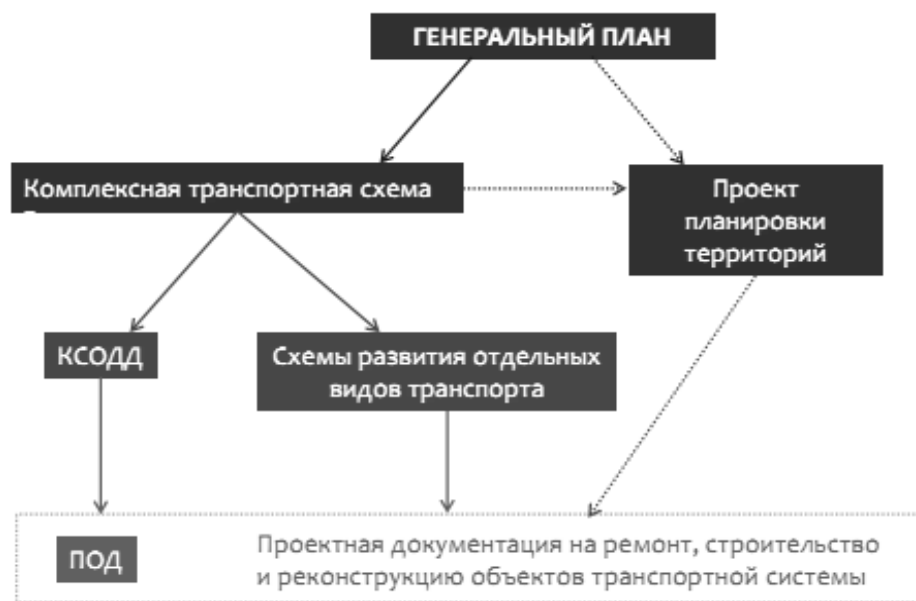 ГЕНЕРАЛЬНЫЙ ПЛАН
Комплексная транспортная схема
Проект
планировки
территорий
КСОДД
Схемы развития отдельных
видов транспорта
ПОД
Проектная документация на ремонт, строительство
и реконструкцию объектов транспортной системы